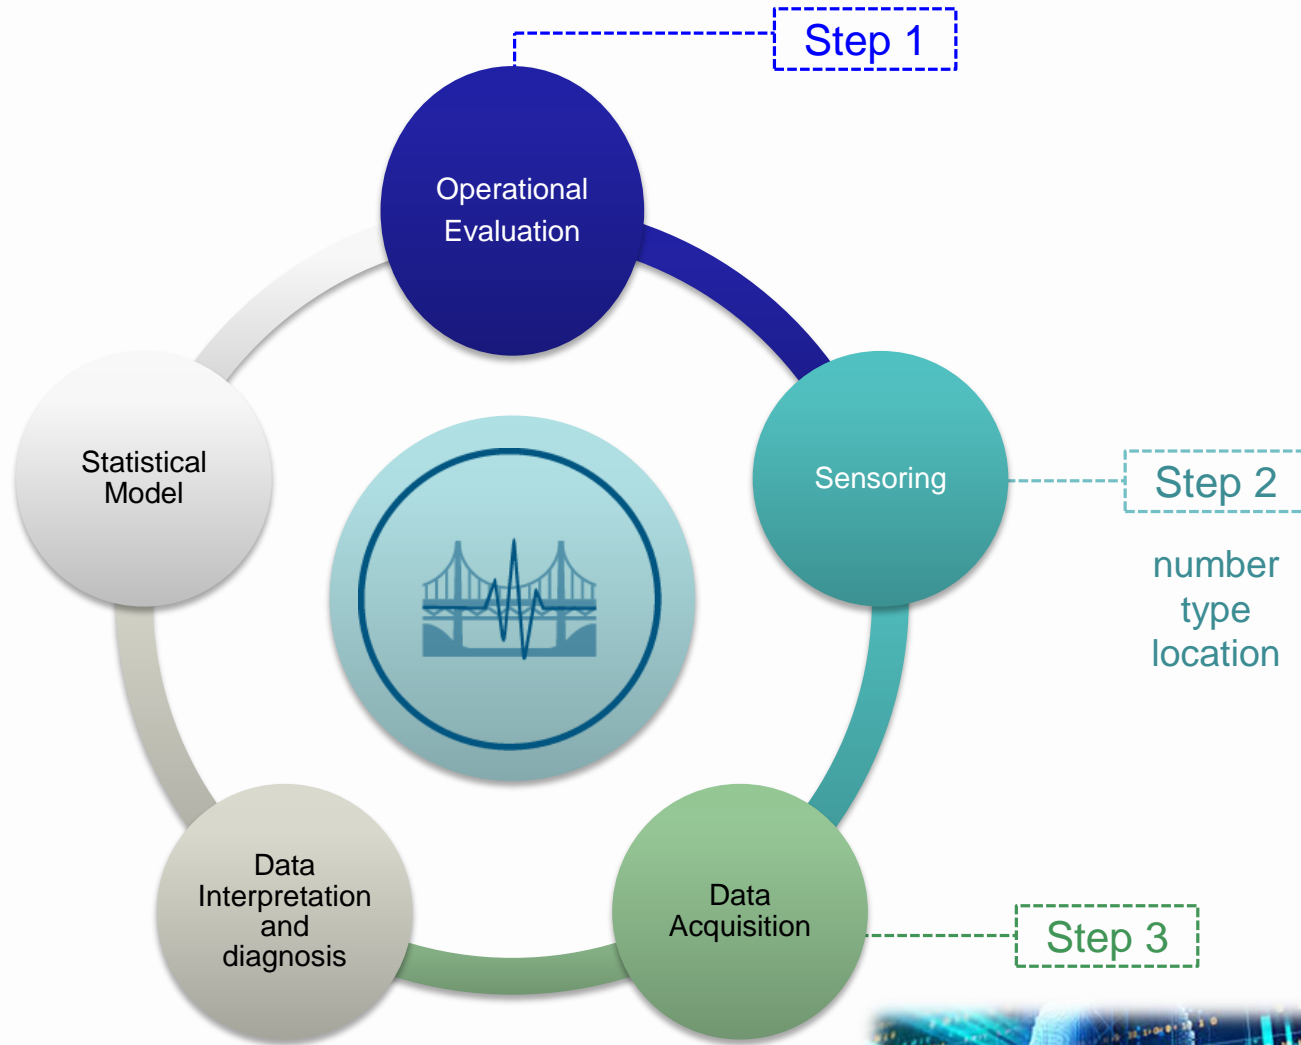 Step 1
Operational
Evaluation
Statistical
Model
Sensoring
Step 2
number
type
location
Data
Interpretation
and
diagnosis
Data
Acquisition
Step 3